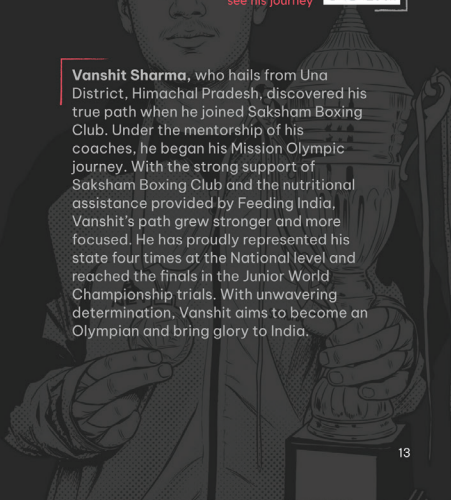 see his journey
Vanshit Sharma, who hails from Una
District, Himachal Pradesh, discovered his
true path when he joined Saksham Boxing
Club. Under the mentorship of his
coaches, he began his Mission Olympic
journey. With the strong support of
Saksham Boxing Club and the nutritional
assistance provided by Feeding India,
Vanshit's path grew stronger and more
focused. He has proudly represented his
state four times at the National level and
reached the finals in the Junior World
Championship trials. With unwavering
determination, Vanshit aims to become an
Olympian and bring glory to India.
13